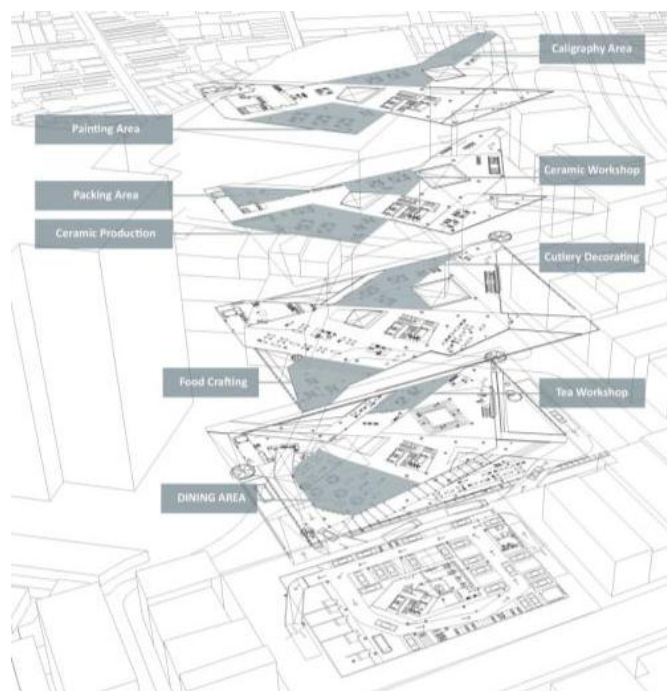 Caligraphy Area
Painting Area
Ceramic Workshop
Packing Area
Ceramic Production
Cutlery Decorating
Food Crafting
Tea Workshop
DINING AREA